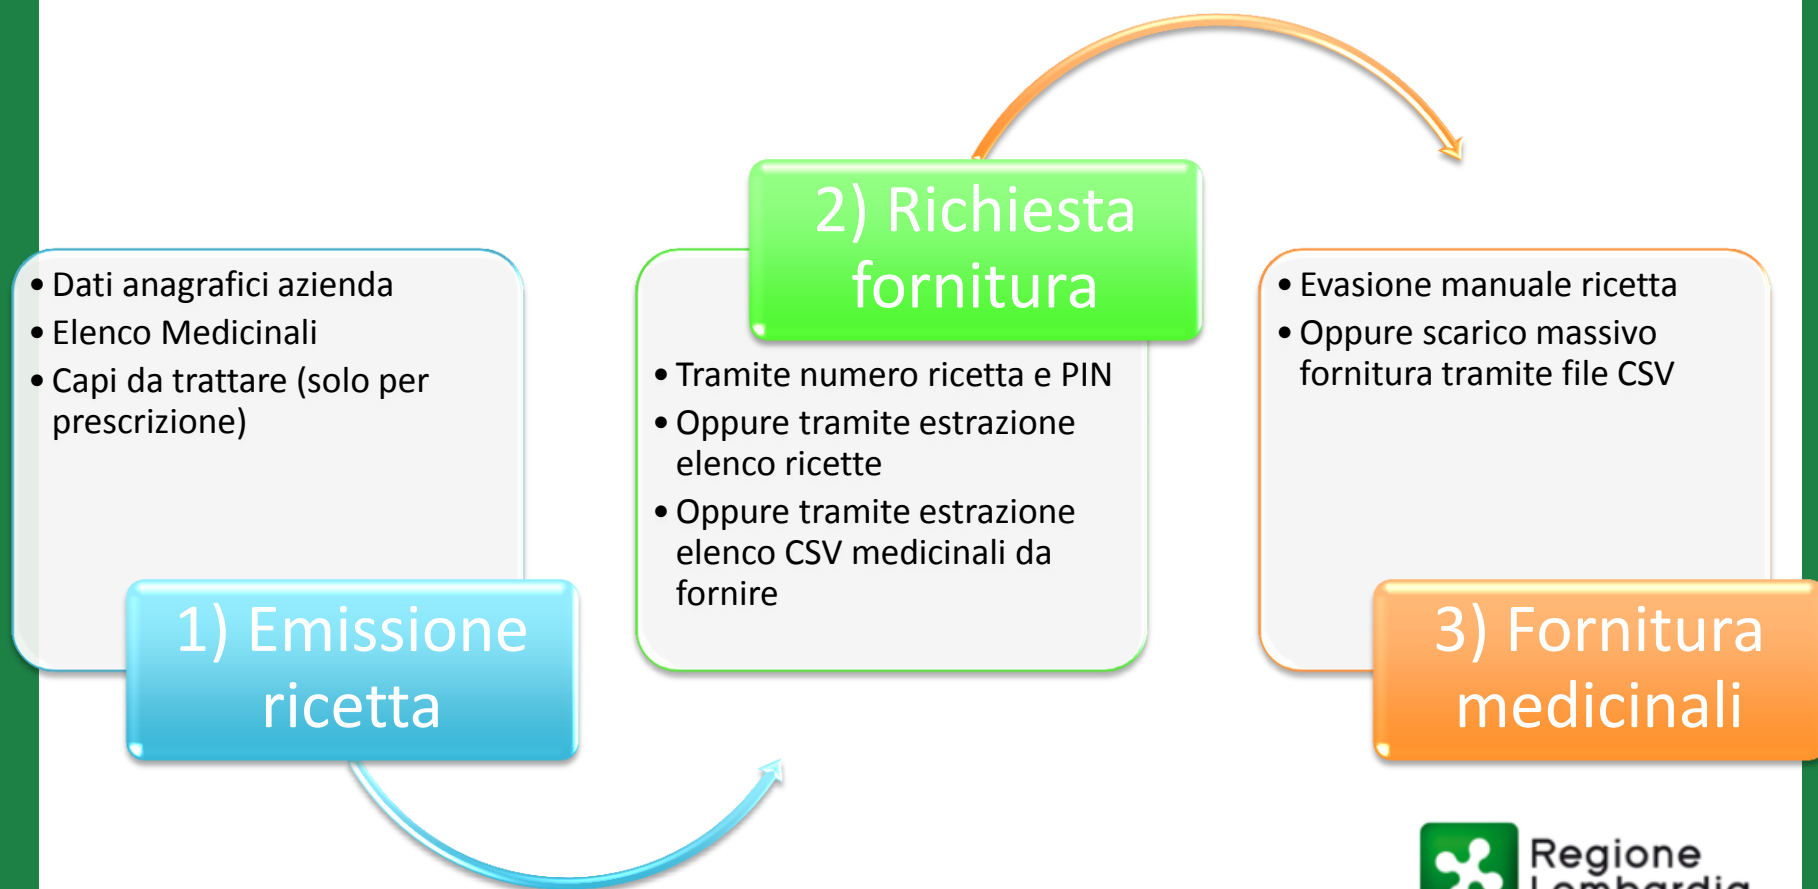 • Dati anagrafici azienda
• Elenco Medicinali
• Capi da trattare (solo per
prescrizione)
1) Emissione
ricetta
2) Richiesta
fornitura
• Tramite numero ricetta e PIN
• Oppure tramite estrazione
elenco ricette
• Oppure tramite estrazione
elenco CSV medicinali da
fornire
• Evasione manuale ricetta
• Oppure scarico massivo
fornitura tramite file CSV
3) Fornitura
medicinali
Regione
Lombardia